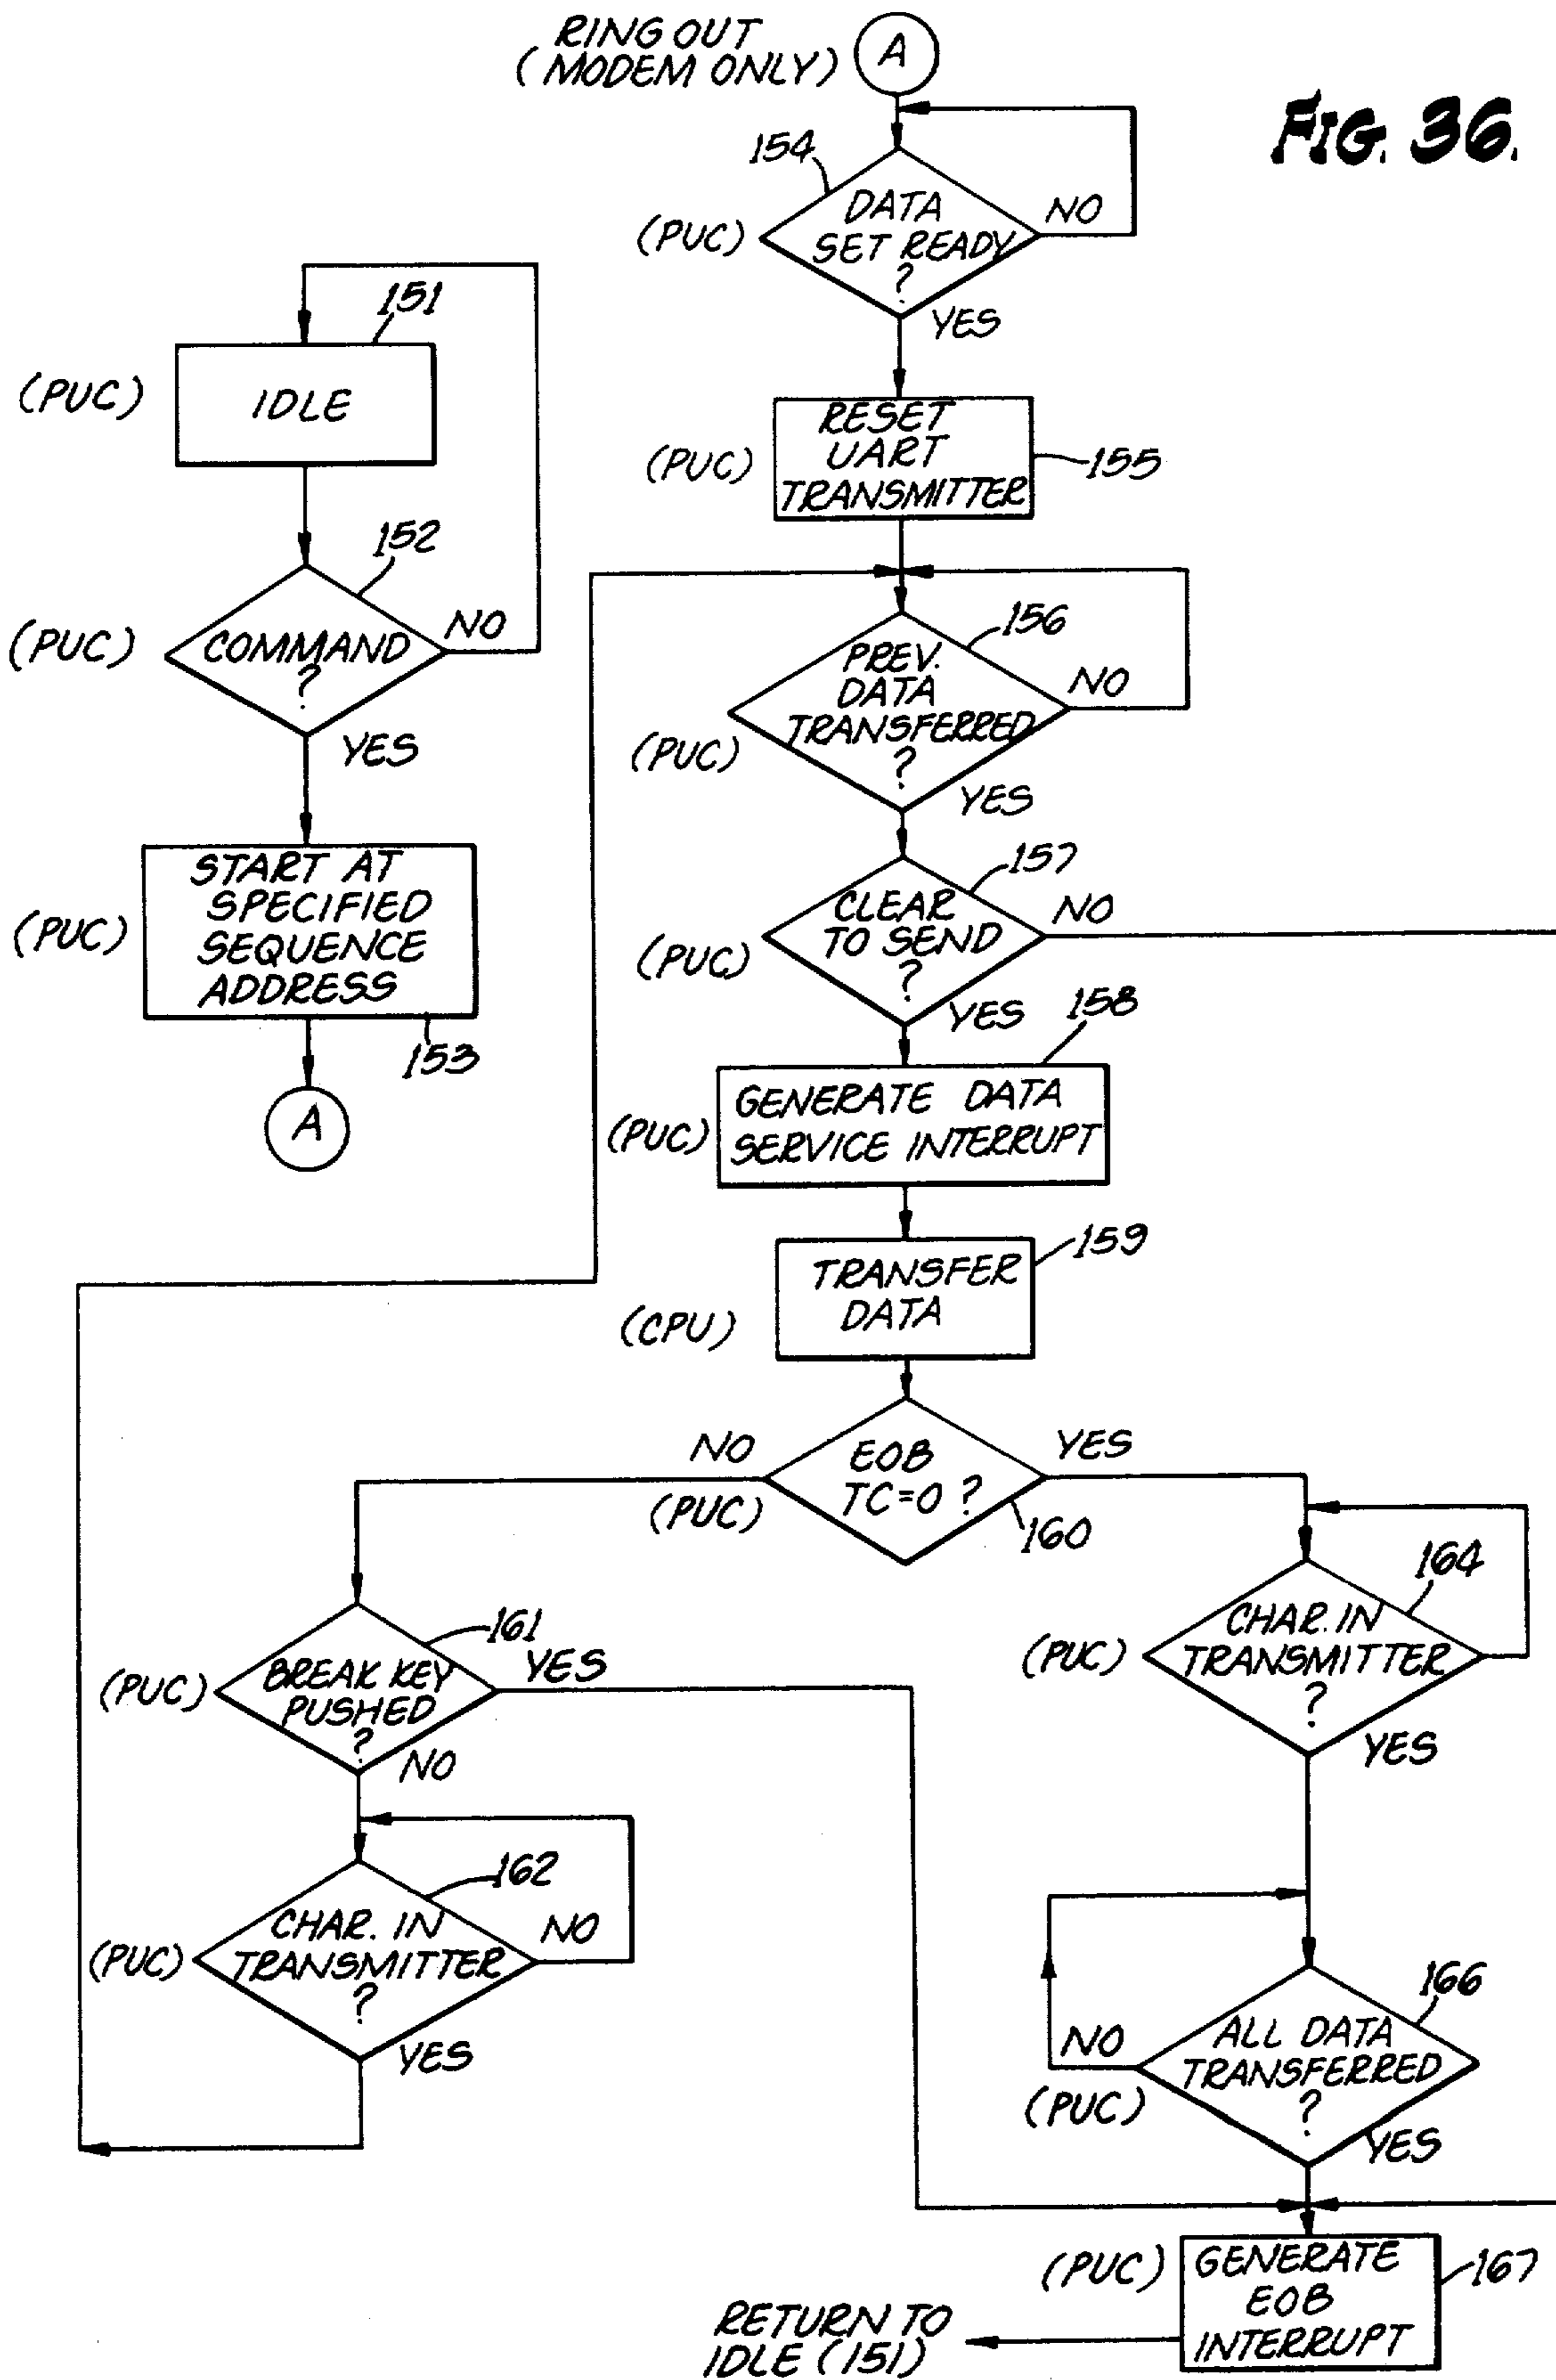 RING OUT
(MODEM ONLY)
A
FIG. 36.
154
(PUC)
DATA
SET READY
?
NO
YES
151
(PUC)
IDLE
RESET
UART
TRANSMITTER
(PUC)
155
152
(PUC)
COMMAND
?
NO
YES
156
PREV.
DATA
TRANSFERRED
?
NO
(PUC)
YES
START AT
SPECIFIED
SEQUENCE
ADDRESS
(PUC)
153
A
157
CLEAR
TO SEND
?
NO
(PUC)
YES
158
GENERATE DATA
SERVICE INTERRUPT
(PUC)
159
TRANSFER
DATA
(CPU)
NO
EOB
TC=0 ?
YES
(PUC)
160
161
(PUC)
BREAK KEY
PUSHED
?
YES
NO
164
(PUC)
CHAR. IN
TRANSMITTER
?
YES
162
(PUC)
CHAR. IN
TRANSMITTER
?
NO
YES
166
NO
ALL DATA
TRANSFERRED
?
(PUC)
YES
(PUC)
GENERATE
EOB
INTERRUPT
167
RETURN TO
IDLE (151)